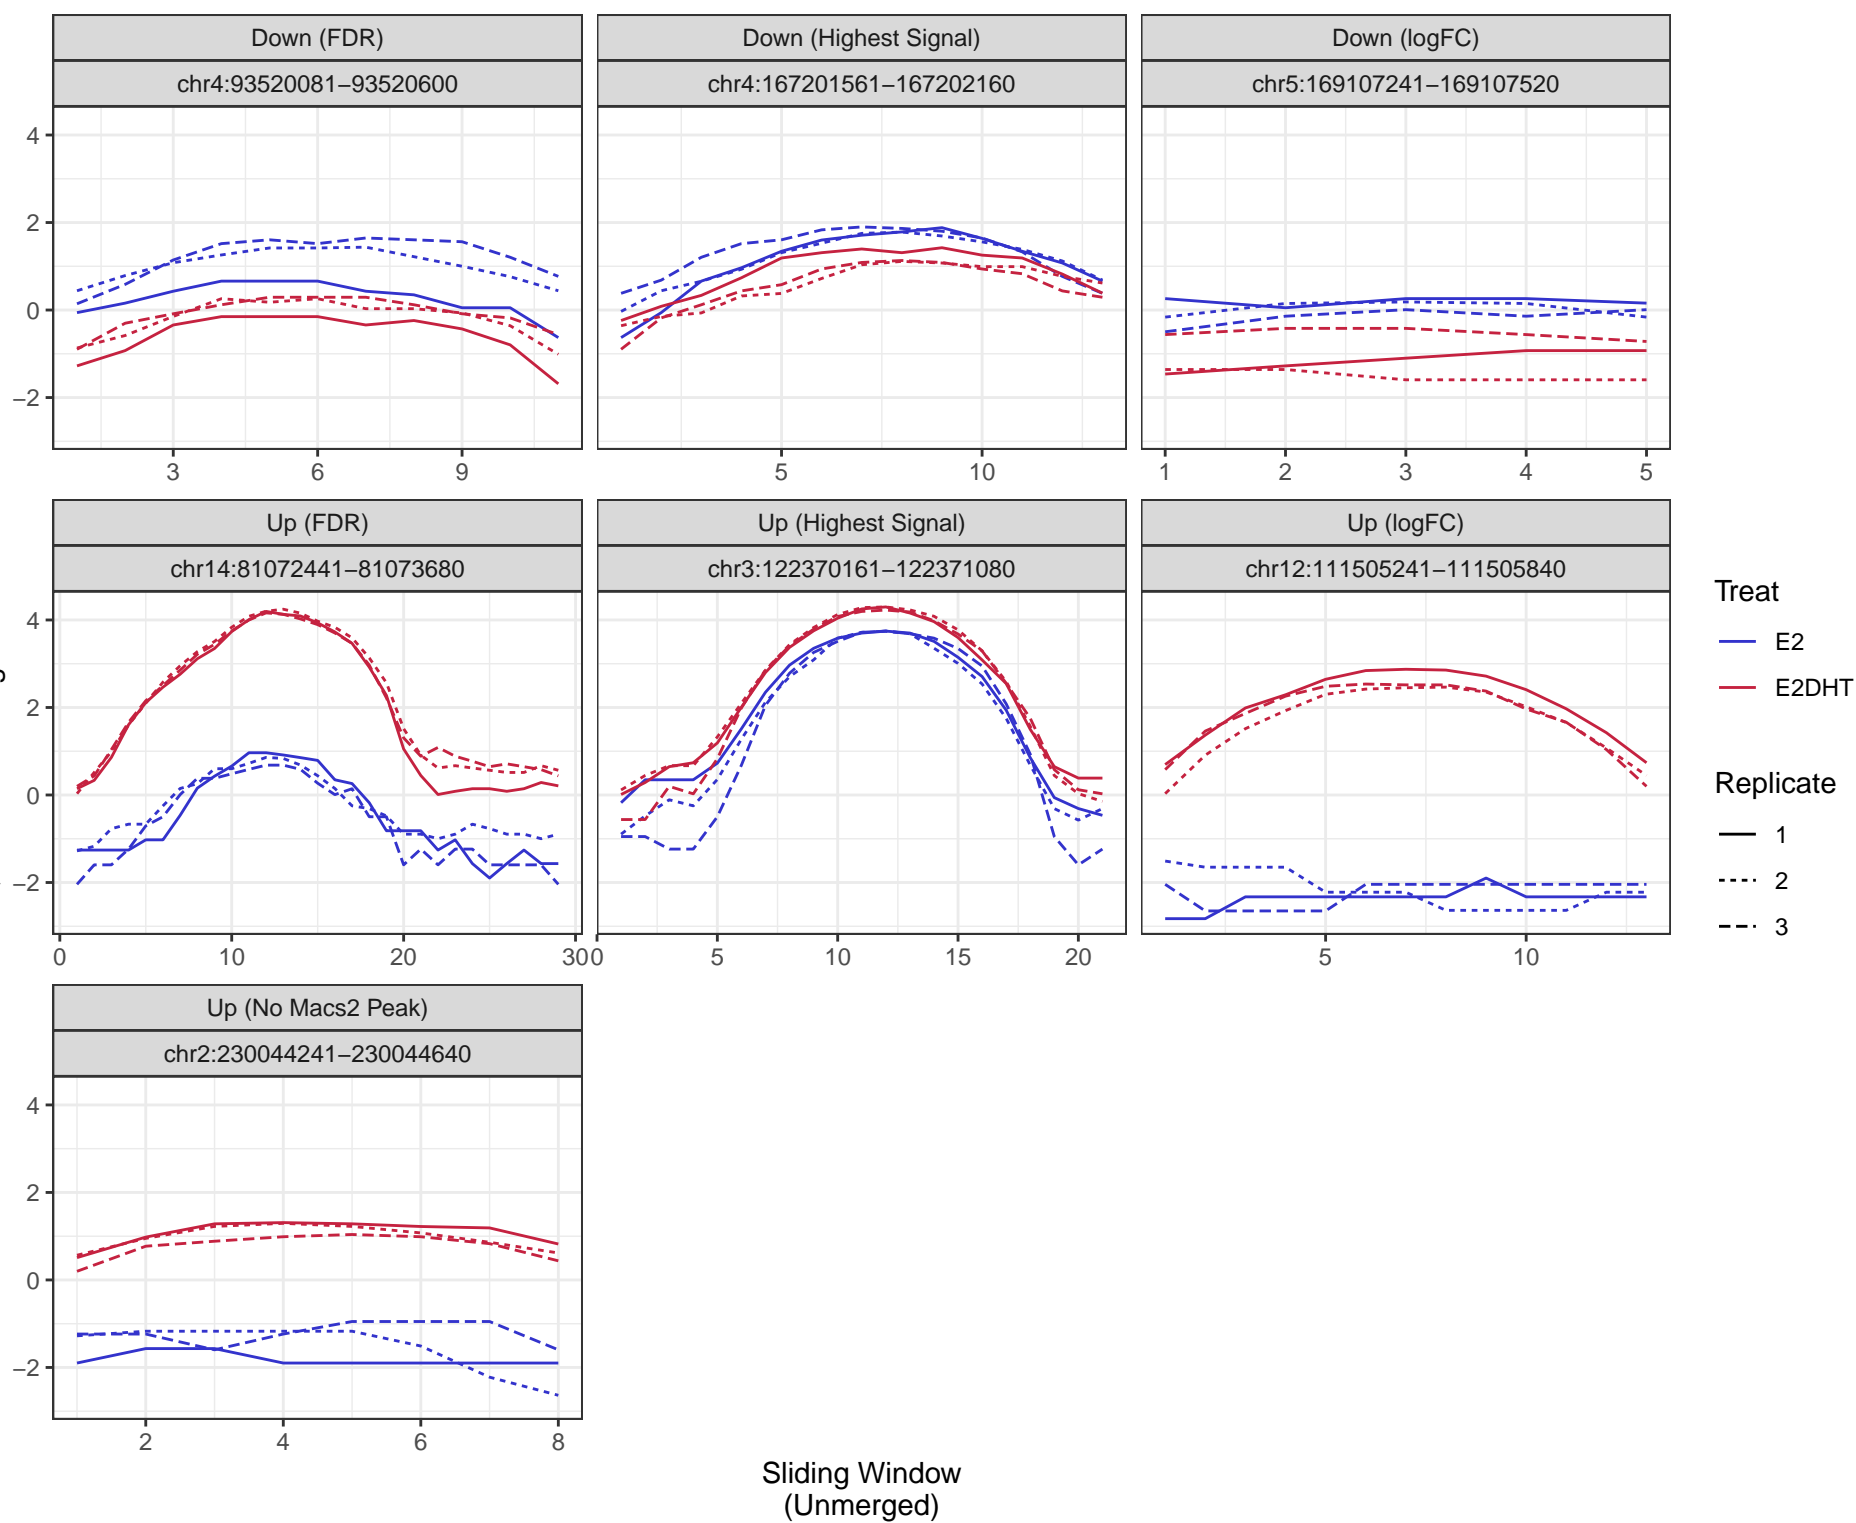 Down (FDR)
Down (Highest Signal)
Down (logFC)
chr4:93520081−93520600
chr4:167201561−167202160
chr5:169107241−169107520
4
2
0
−2
3
6
9
5
10
1
2
3
4
5
Up (FDR)
Up (Highest Signal)
Up (logFC)
chr14:81072441−81073680
chr3:122370161−122371080
chr12:111505241−111505840
4
2
0
−2
0
10
20
30
0
5
10
15
20
5
10
Treat
E2
E2DHT
Replicate
1
2
3
Up (No Macs2 Peak)
chr2:230044241−230044640
4
2
0
−2
2
4
6
8
Sliding Window
(Unmerged)